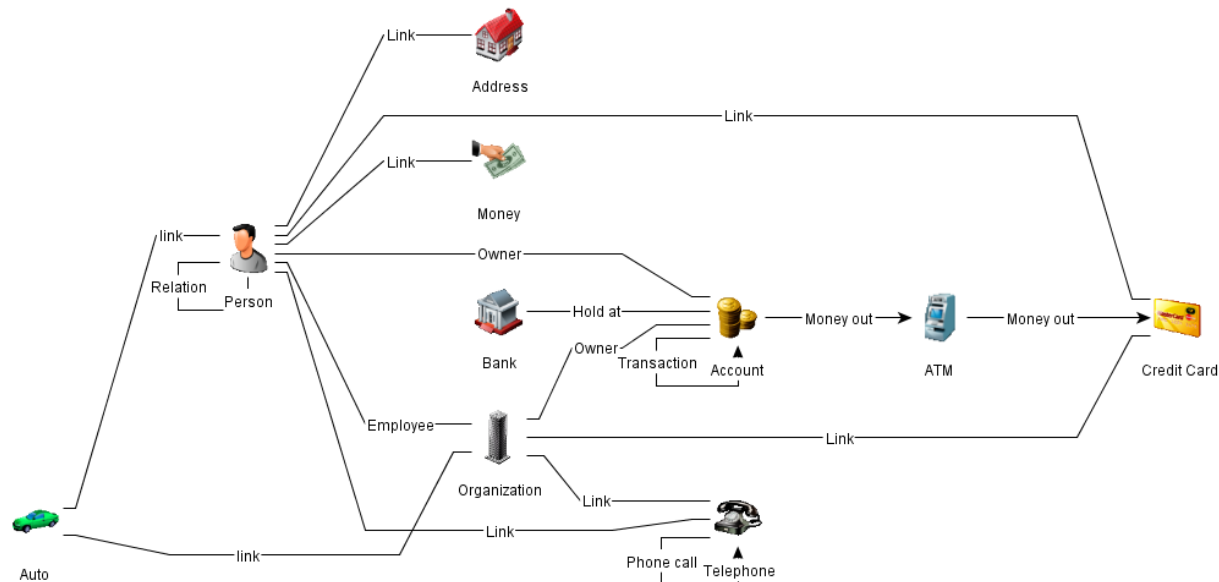 Link
Address
Link
Link
Money
link
Owner
Relation
Person
Hold at
Money out
Money out
Bank
Owner
Transaction
Account
ATM
Credit Card
Employee
Link
Organization
Link
Link
link
Phone call
Telephone
Auto